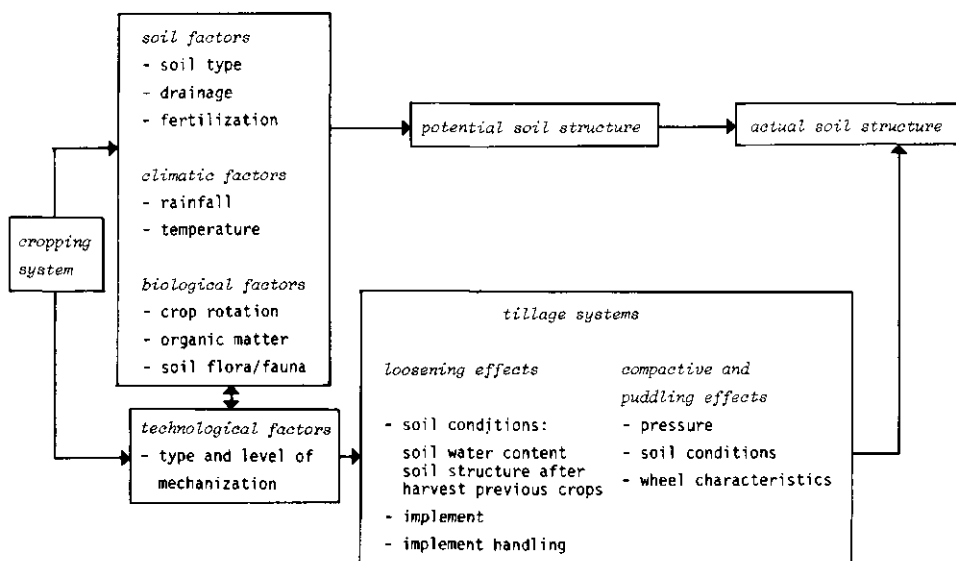 soil factors
- soil type
- drainage
- fertilization
climatic factors
- rainfall
- temperature
biological factors
- crop rotation
- organic matter
- soil flora/fauna
cropping
system
technological factors
- type and level of
mechanization
potential soil structure
actual soil structure
tillage systems
loosening effects
- soil conditions:
soil water content
soil structure after
harvest previous crops
- implement
- implement handling
compactive and
puddling effects
- pressure
- soil conditions
- wheel characteristics